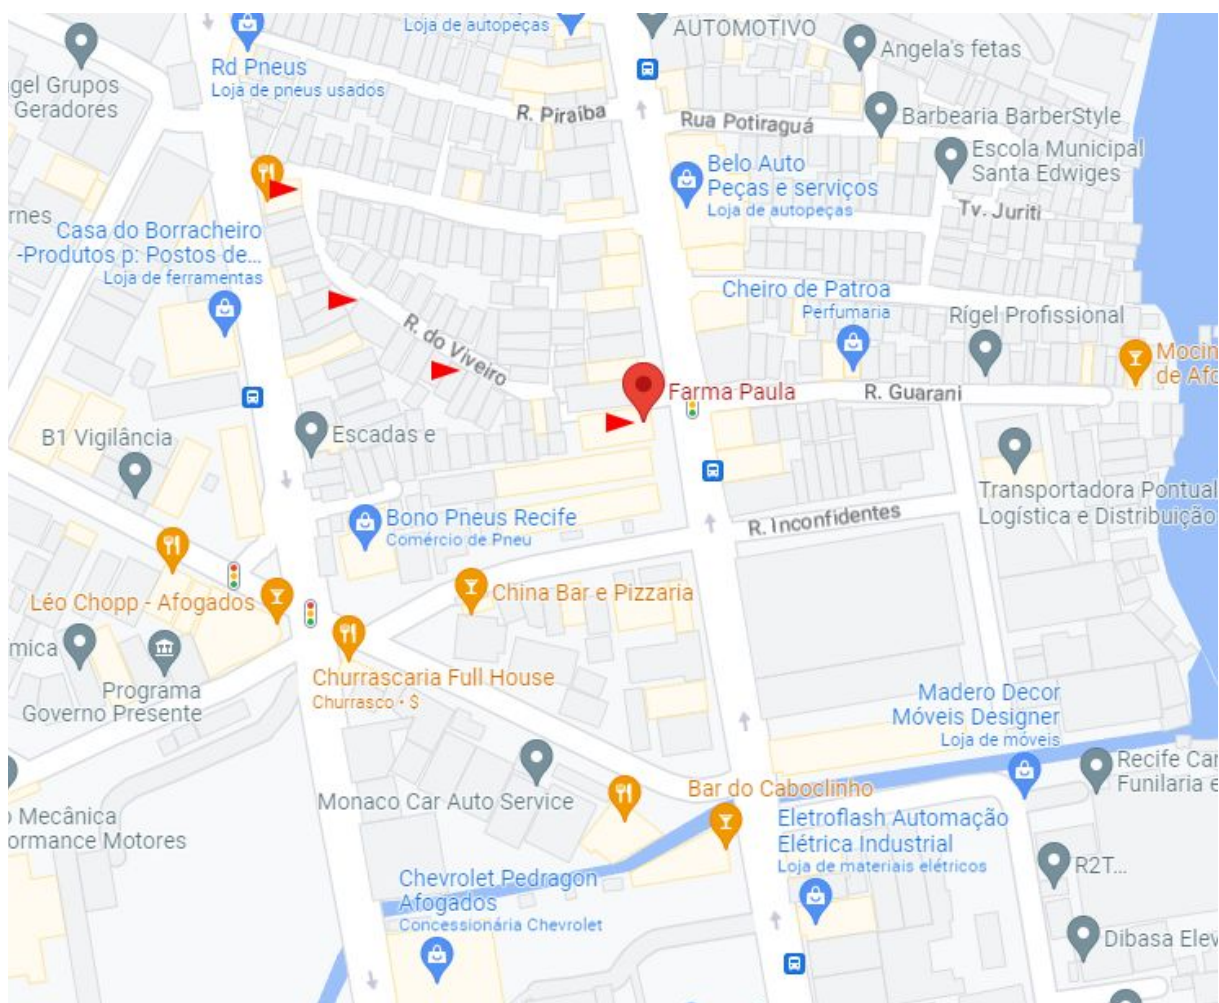 Loja de autopeças
AUTOMOTIVO
Angela's fetas
Rd Pneus
Loja de pneus usados
gel Grupos
Geradores
R. Piraíba
Rua Potiraguá
Barbearia BarberStyle
Escola Municipal
Santa Edwiges
Belo Auto
Peças e serviços
Loja de autopeças
Tv. Juriti
rnes
Casa do Borracheiro
-Produtos p: Postos de...
Loja de ferramentas
Cheiro de Patroa
Perfumaria
Rígel Profissional
R. do Viveiro
Mocin
de Afo
Farma Paula
R. Guarani
B1 Vigilância
Escadas e
Transportadora Pontual
Logística e Distribuição
Bono Pneus Recife
Comércio de Pneu
R. Inconfidentes
Léo Chopp - Afogados
China Bar e Pizzaria
mica
Programa
Governo Presente
Churrascaria Full House
Churrasco • $
Madero Decor
Móveis Designer
Loja de móveis
Recife Car
Funilaria e
Monaco Car Auto Service
Bar do Caboclinho
o Mecânica
ormance Motores
Eletroflash Automação
Elétrica Industrial
Loja de materiais elétricos
R2T...
Chevrolet Pedragon
Afogados
Concessionária Chevrolet
Dibasa Elev